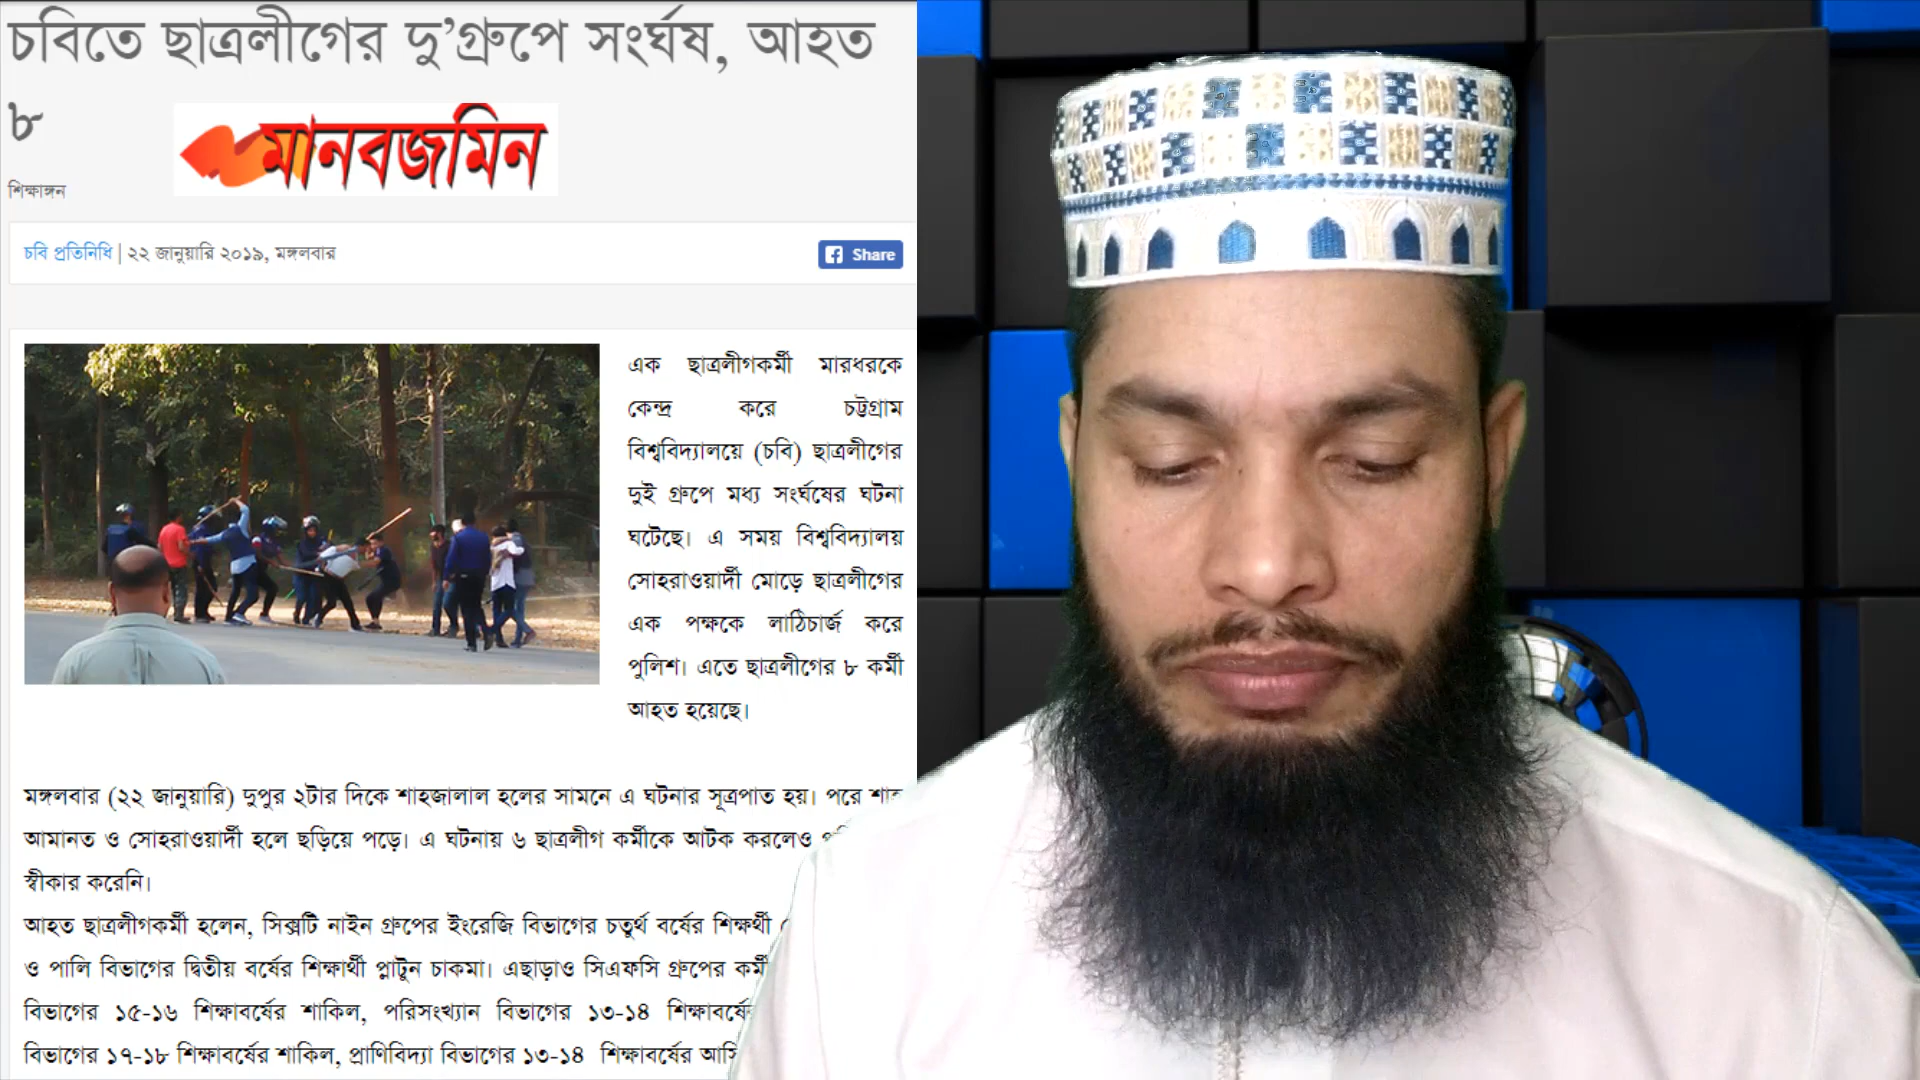 চবিতে ছাত্রলীগের দু’গ্রুপে সংর্ঘষ, আহত
৮
মানবজমিন
শিক্ষাঙ্গন
চবি প্রতিনিধি | ২২ জানুয়ারি ২০১৯, মঙ্গলবার
Share
এক ছাত্রলীগকর্মী মারধরকে
কেন্দ্র করে চট্টগ্রাম
বিশ্ববিদ্যালয়ে (চবি) ছাত্রলীগের
দুই গ্রুপে মধ্য সংর্ঘষের ঘটনা
ঘটেছে। এ সময় বিশ্ববিদ্যালয়
সোহরাওয়ার্দী মোড়ে ছাত্রলীগের
এক পক্ষকে লাঠিচার্জ করে
পুলিশ। এতে ছাত্রলীগের ৮ কর্মী
আহত হয়েছে।
মঙ্গলবার (২২ জানুয়ারি) দুপুর ২টার দিকে শাহজালাল হলের সামনে এ ঘটনার সূত্রপাত হয়। পরে
আমানত ও সোহরাওয়ার্দী হলে ছড়িয়ে পড়ে। এ ঘটনায় ৬ ছাত্রলীগ কর্মীকে আটক করলেও
স্বীকার করেনি।
আহত ছাত্রলীগকর্মী হলেন, সিক্সটি নাইন গ্রুপের ইংরেজি বিভাগের চতুর্থ বর্ষের শিক্ষর্থী
ও পালি বিভাগের দ্বিতীয় বর্ষের শিক্ষার্থী প্লাটুন চাকমা। এছাড়াও সিএফসি গ্রুপের কর্মী
বিভাগের ১৫-১৬ শিক্ষাবর্ষের শাকিল, পরিসংখ্যান বিভাগের ১৩-১৪
বিভাগের ১৭-১৮ শিক্ষাবর্ষের শাকিল, প্রাণিবিদ্যা বিভাগের ১৩-১৪ শিক্ষাবর্ষের